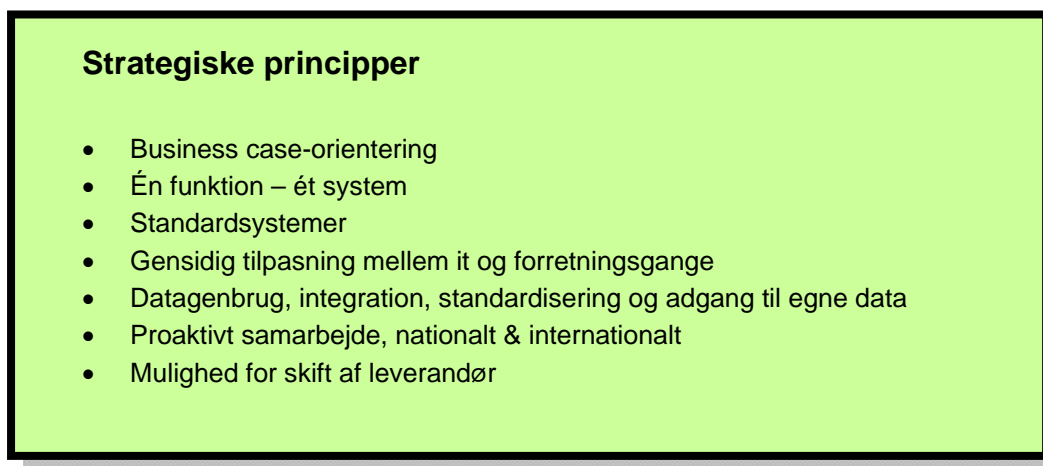 Strategiske principper
• Business case-orientering
• Én funktion – ét system
• Standardsystemer
• Gensidig tilpasning mellem it og forretningsgange
• Datagenbrug, integration, standardisering og adgang til egne data
• Proaktivt samarbejde, nationalt & internationalt
• Mulighed for skift af leverandør